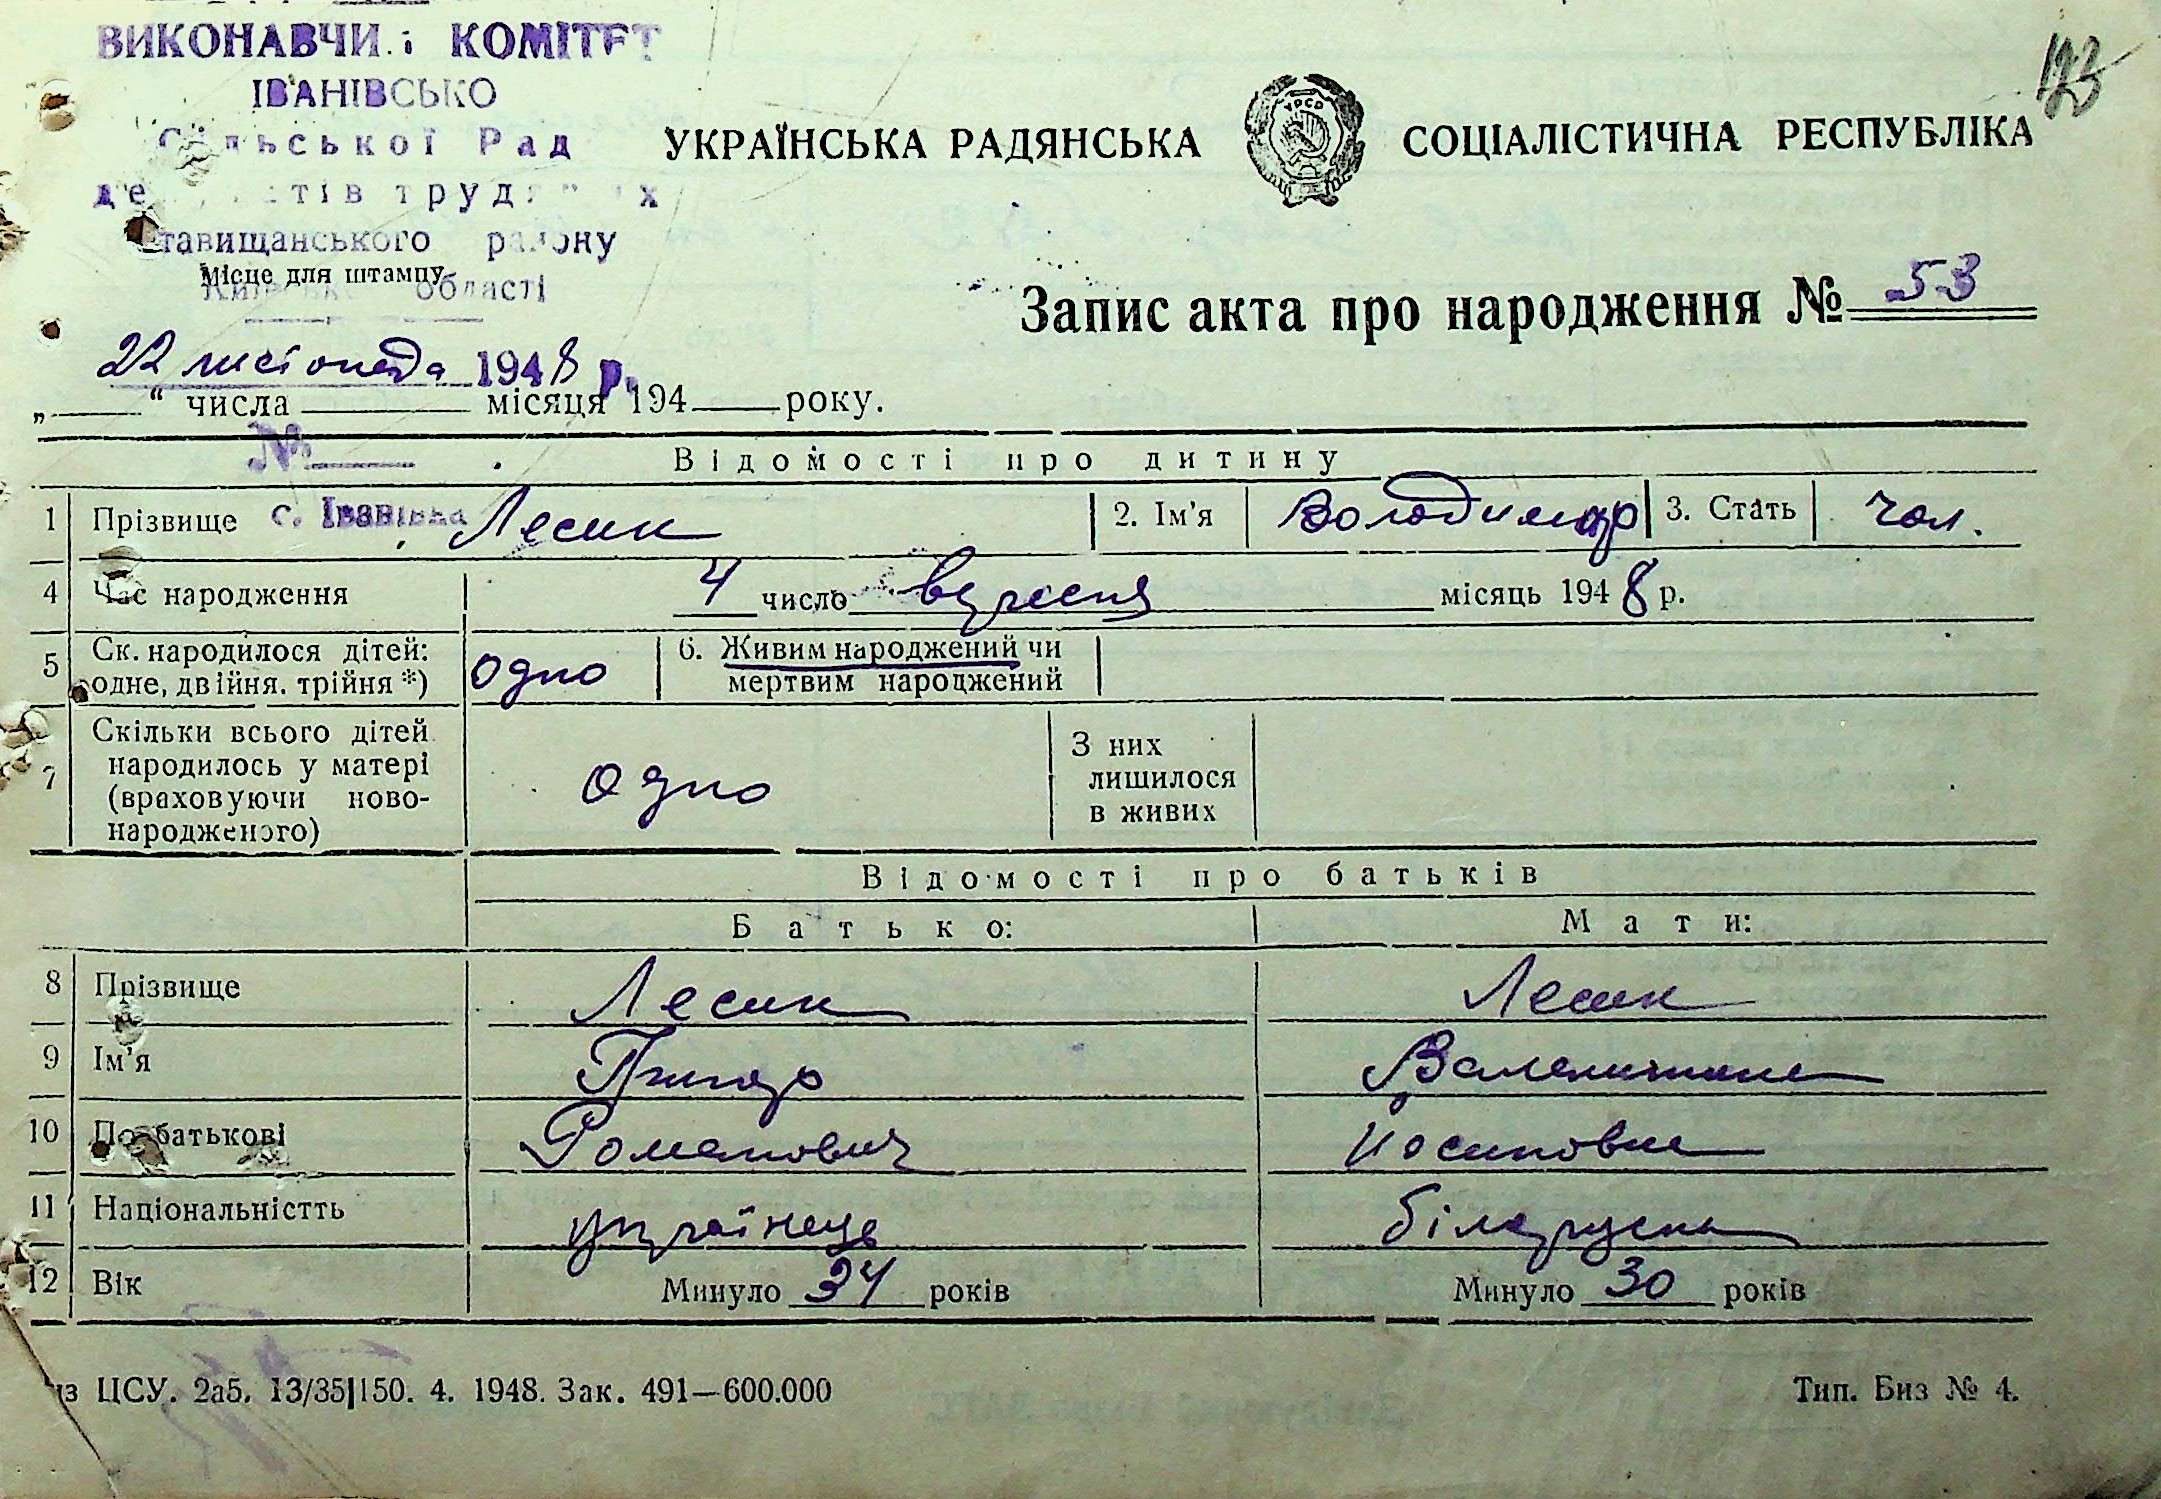 ВИКОНАВЧИЙ КОМІТЕТ
ІВАНІВСЬКО
Сільської Рад
депутатів трудящих
Ставищанського району
Місце для штампу
Київської області
123
УКРАЇНСЬКА РАДЯНСЬКА СОЦІАЛІСТИЧНА РЕСПУБЛІКА
УРСР
Запис акта про народження № 53
22 листопада 1948 р.
„ “ числа місяця 194 року.
№
Відомості про дитину
с. Іванівка
1 Прізвище Лесик 2. Ім'я Володимир 3. Стать чол.
4 Час народження 4 число вересня місяць 1948 р.
5 Ск. народилося дітей: одне, двійня. трійня *) одно 6. Живим народжений чи мертвим народжений
7 Скільки всього дітей народилось у матері (враховуючи ново-народженого) одно З них лишилося в живих
Відомості про батьків
Батько: Мати:
8 Прізвище Лесик Лесик
9 Ім'я Валентина
10 По батькові Романович Йосиповна
11 Національністть українець білоруска
12 Вік Минуло 34 років Минуло 30 років
из ЦСУ. 2а5. 13/35|150. 4. 1948. Зак. 491—600.000 Тип. Биз № 4.